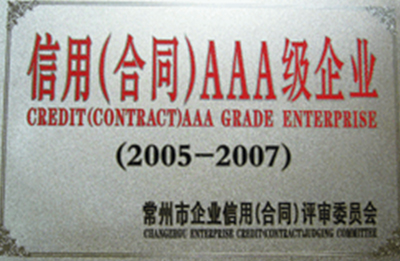 信用(合同)AAA级企业
CREDIT(CONTRACT)AAA GRADE ENTERPRISE
(2005-2007)
常州市企业信用(合同)评审委员会
CHANGZHOU ENTERPRISE CREDIT(CONTRACT)JUDGING COMMITTEE